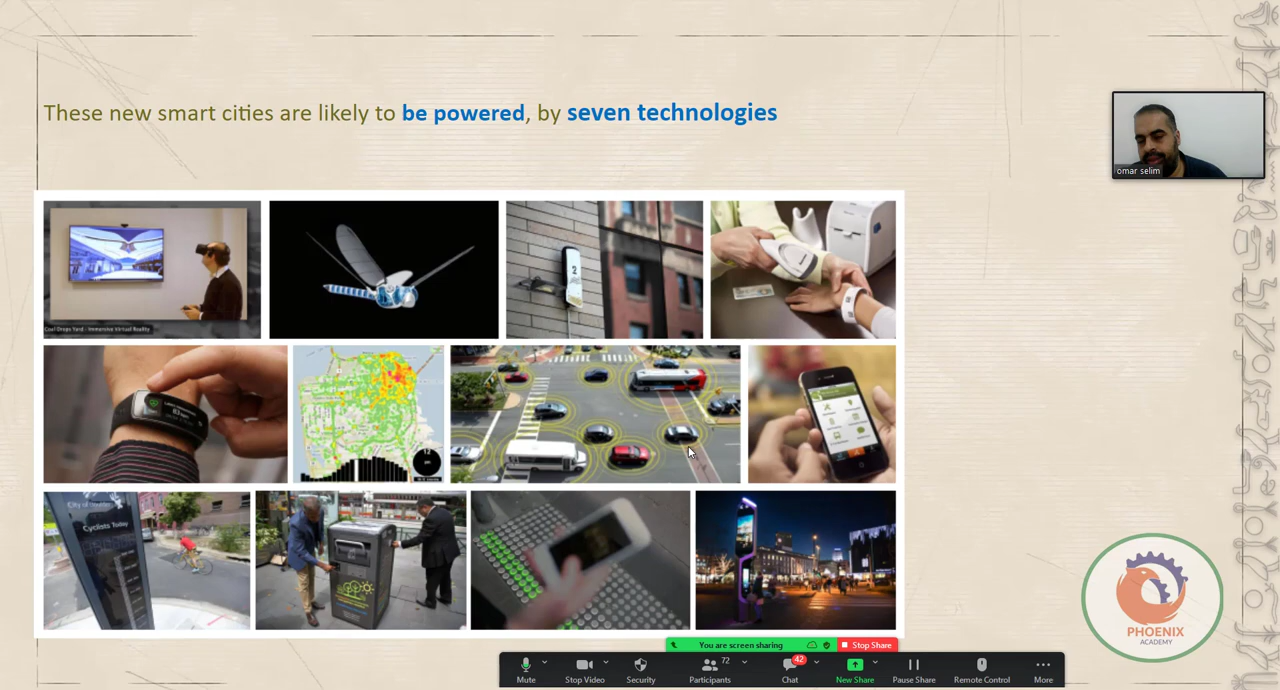 These new smart cities are likely to be powered, by seven technologies
omar selim
Coal Drops Yard - Immersive Virtual Reality
2
83
Cyclists Today
PHOENIX
ACADEMY
You are screen sharing
Stop Share
72
42
Mute
Stop Video
Security
Participants
Chat
New Share
Pause Share
Remote Control
More